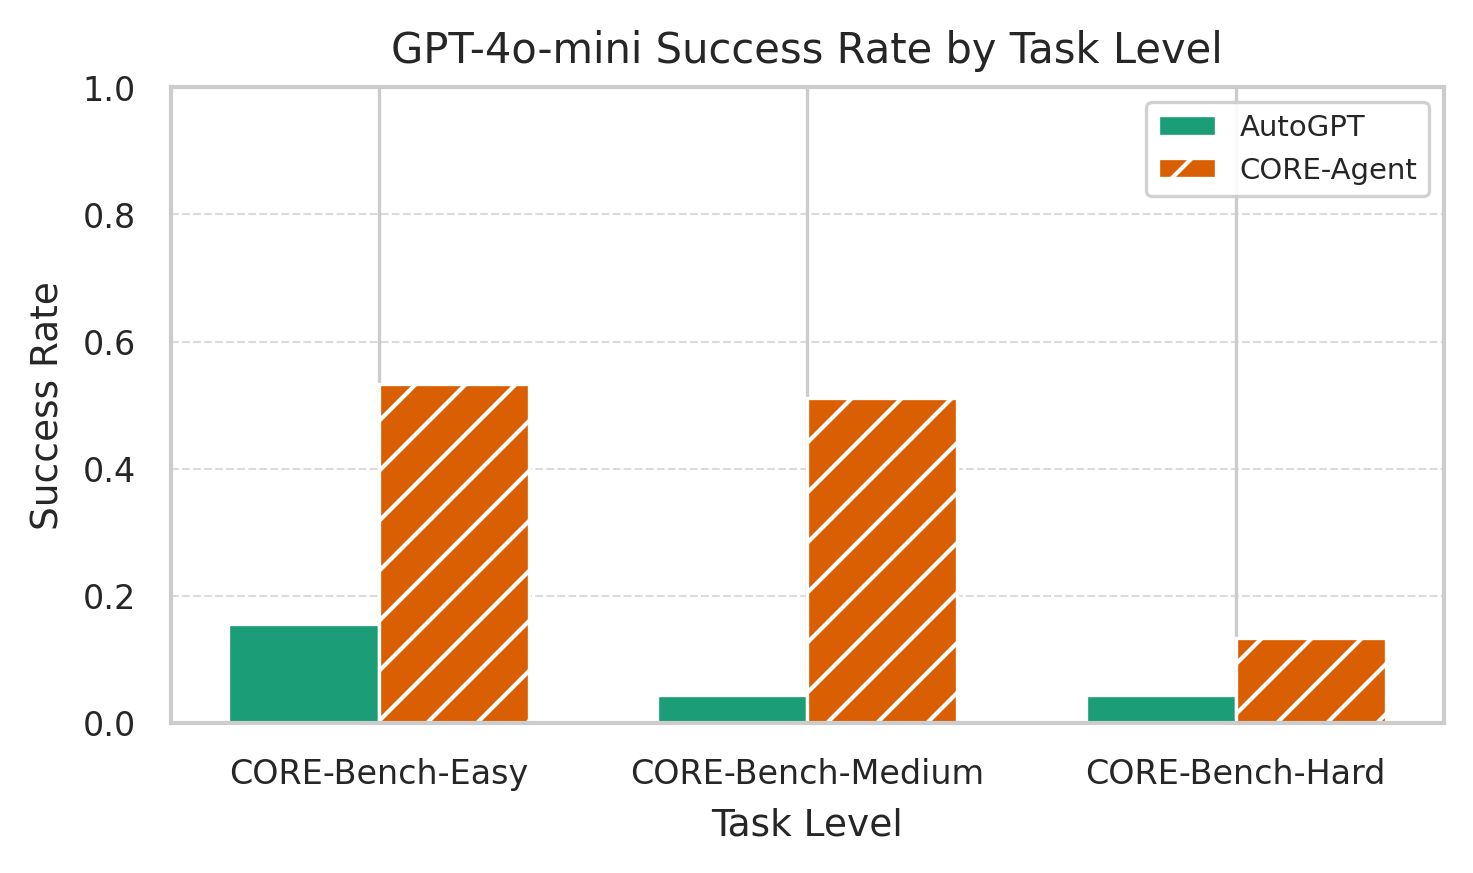 GPT-4o-mini Success Rate by Task Level
1.0
0.8
0.6
0.4
0.2
0.0
Success Rate
AutoGPT
CORE-Agent
CORE-Bench-Easy
CORE-Bench-Medium
CORE-Bench-Hard
Task Level